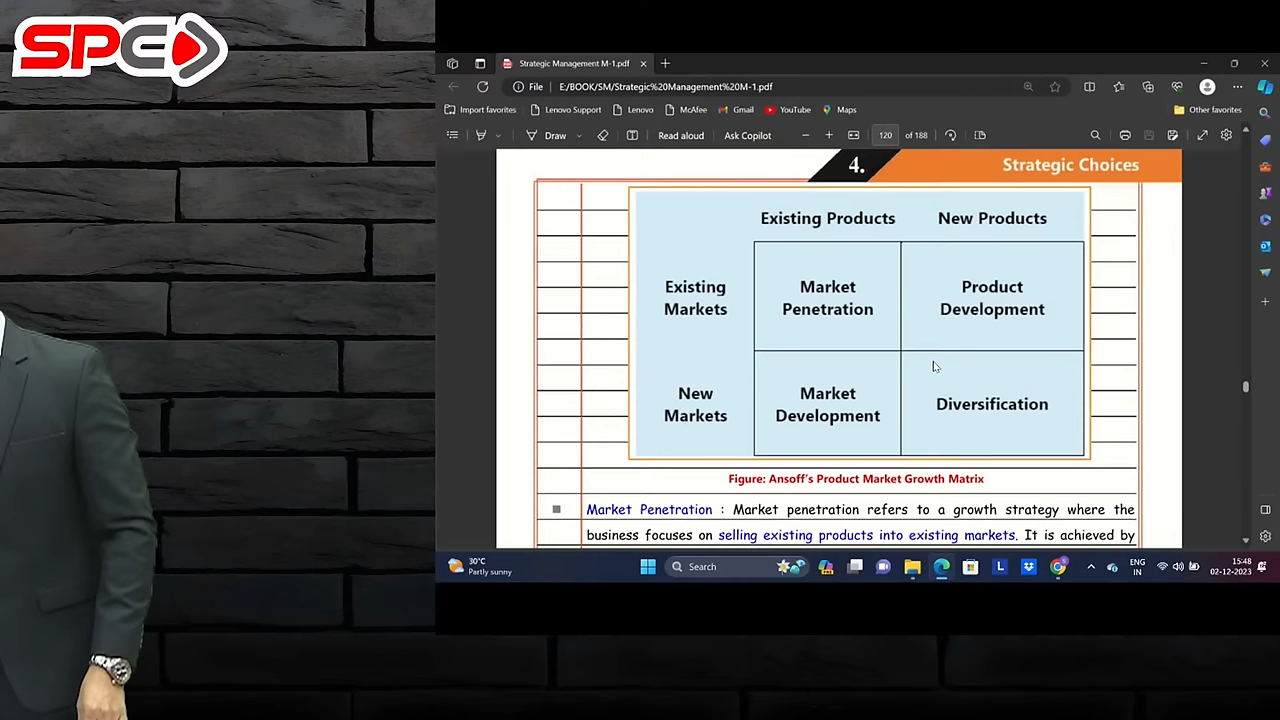 SPC
Strategic Management M-1.pdf
File
E:/BOOK/SM/Strategic%20Management%20M-1.pdf
Import favorites
Lenovo Support
Lenovo
McAfee
Gmail
YouTube
Maps
Other favorites
Draw
Read aloud
Ask Copilot
120 of 188
4.
Strategic Choices
Existing Products
New Products
Existing
Markets
Market
Penetration
Product
Development
New
Markets
Market
Development
Diversification
Figure: Ansoff's Product Market Growth Matrix
Market Penetration : Market penetration refers to a growth strategy where the
business focuses on selling existing products into existing markets. It is achieved by
30°C
Partly sunny
Search
L
ENG
IN
15:48
02-12-2023